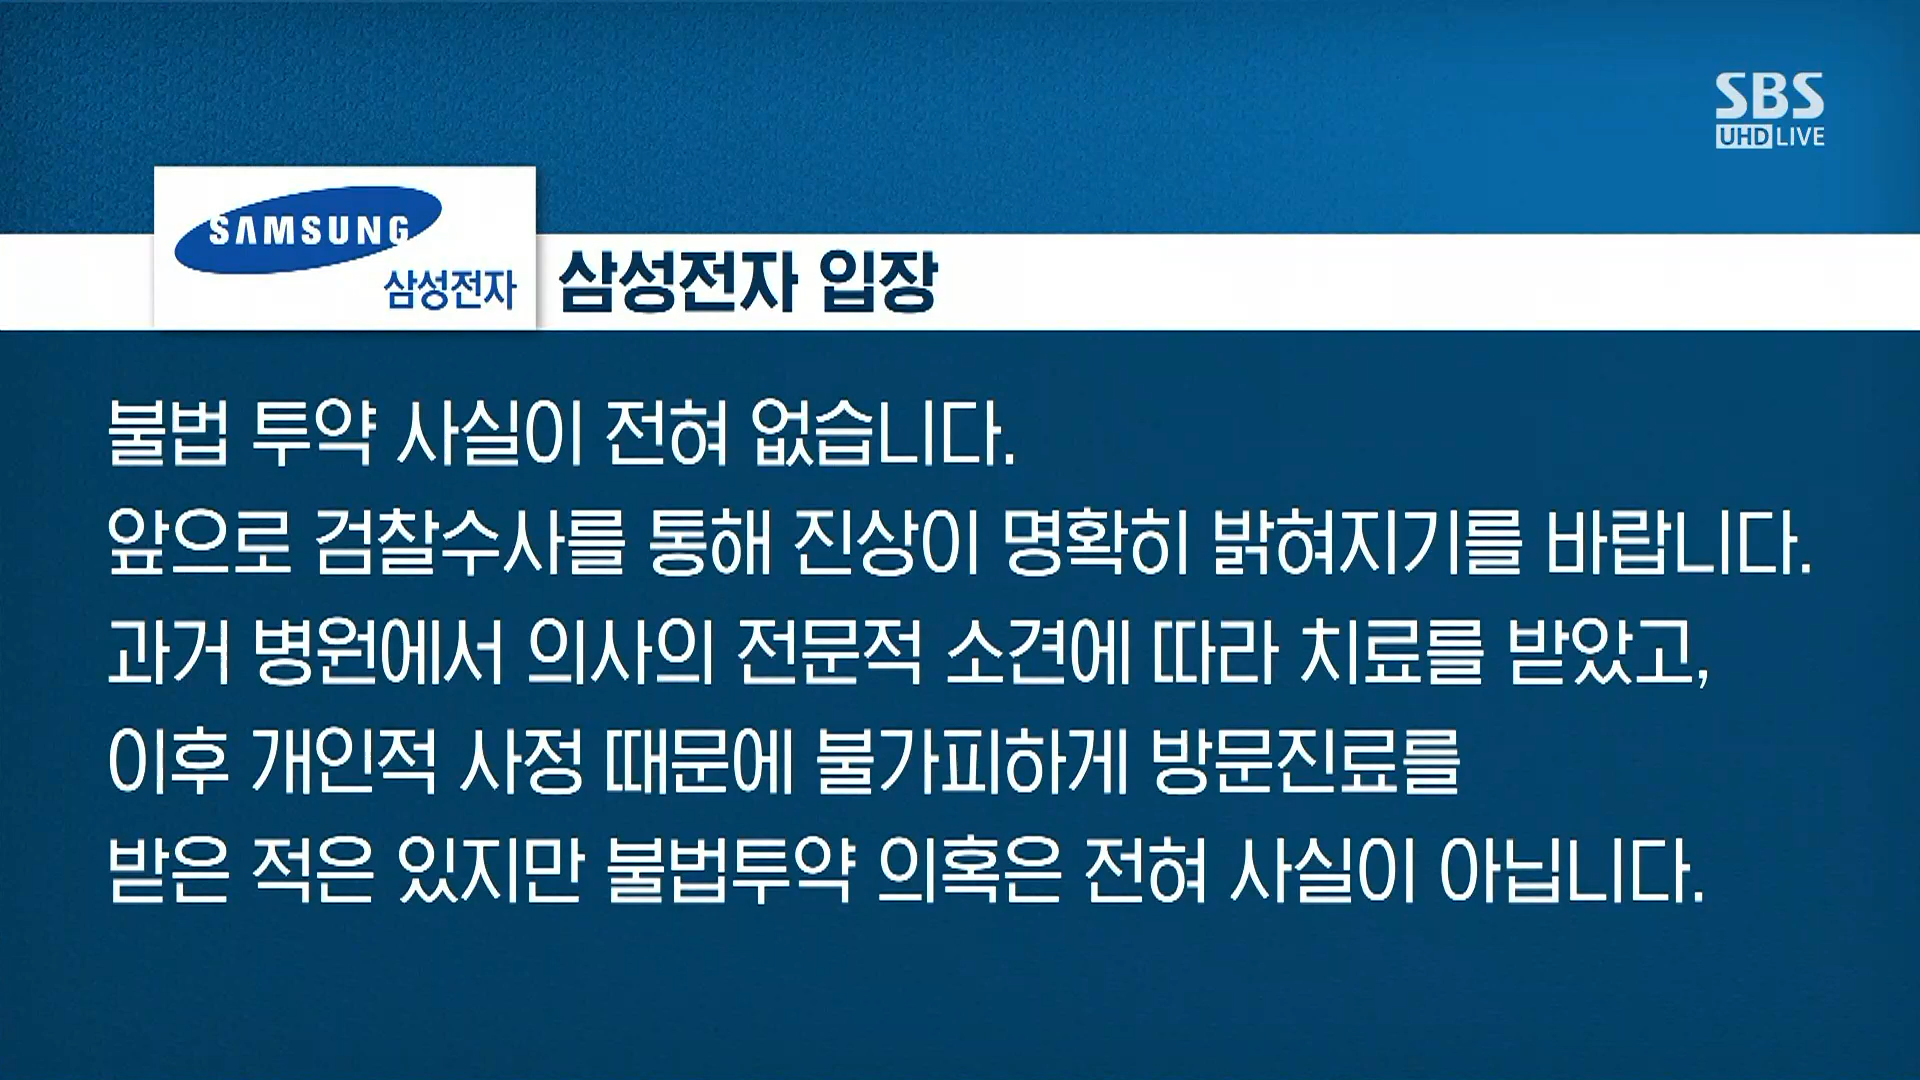 SBS
UHD LIVE
SAMSUNG
삼성전자
삼성전자 입장
불법 투약 사실이 전혀 없습니다.
앞으로 검찰수사를 통해 진상이 명확히 밝혀지기를 바랍니다.
과거 병원에서 의사의 전문적 소견에 따라 치료를 받았고,
이후 개인적 사정 때문에 불가피하게 방문진료를
받은 적은 있지만 불법투약 의혹은 전혀 사실이 아닙니다.